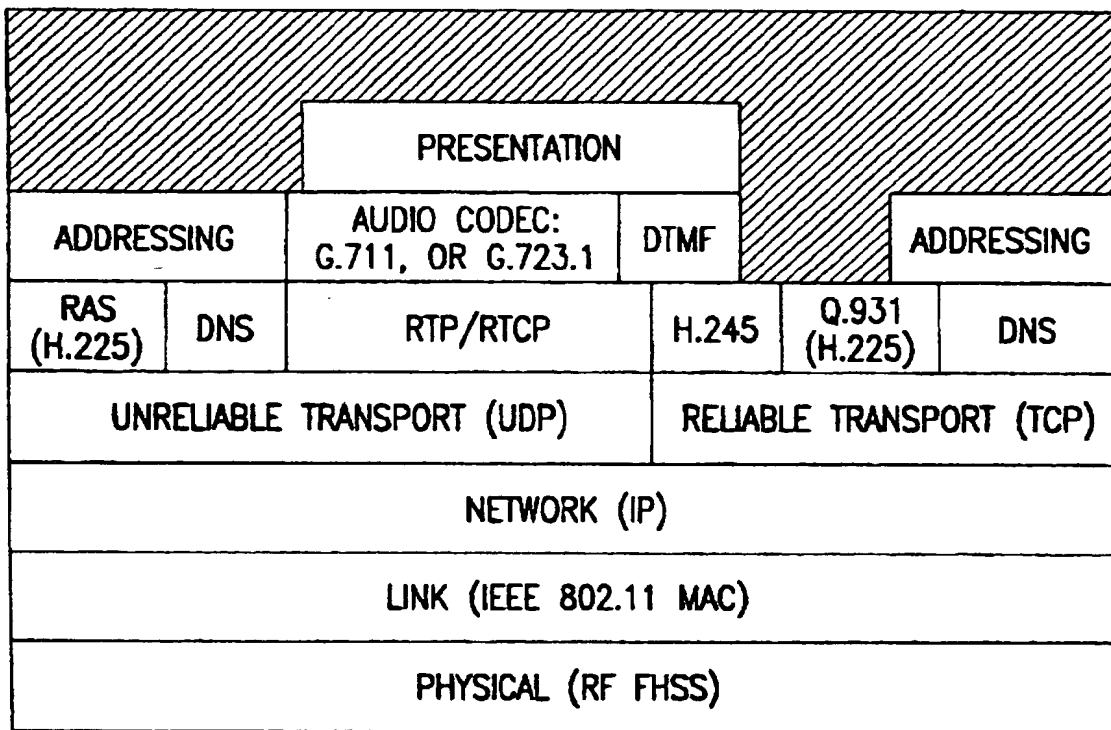 PRESENTATION
ADDRESSING
AUDIO CODEC:
G.711, OR G.723.1
DTMF
ADDRESSING
RAS
(H.225)
DNS
RTP/RTCP
H.245
Q.931
(H.225)
DNS
UNRELIABLE TRANSPORT (UDP)
RELIABLE TRANSPORT (TCP)
NETWORK (IP)
LINK (IEEE 802.11 MAC)
PHYSICAL (RF FHSS)